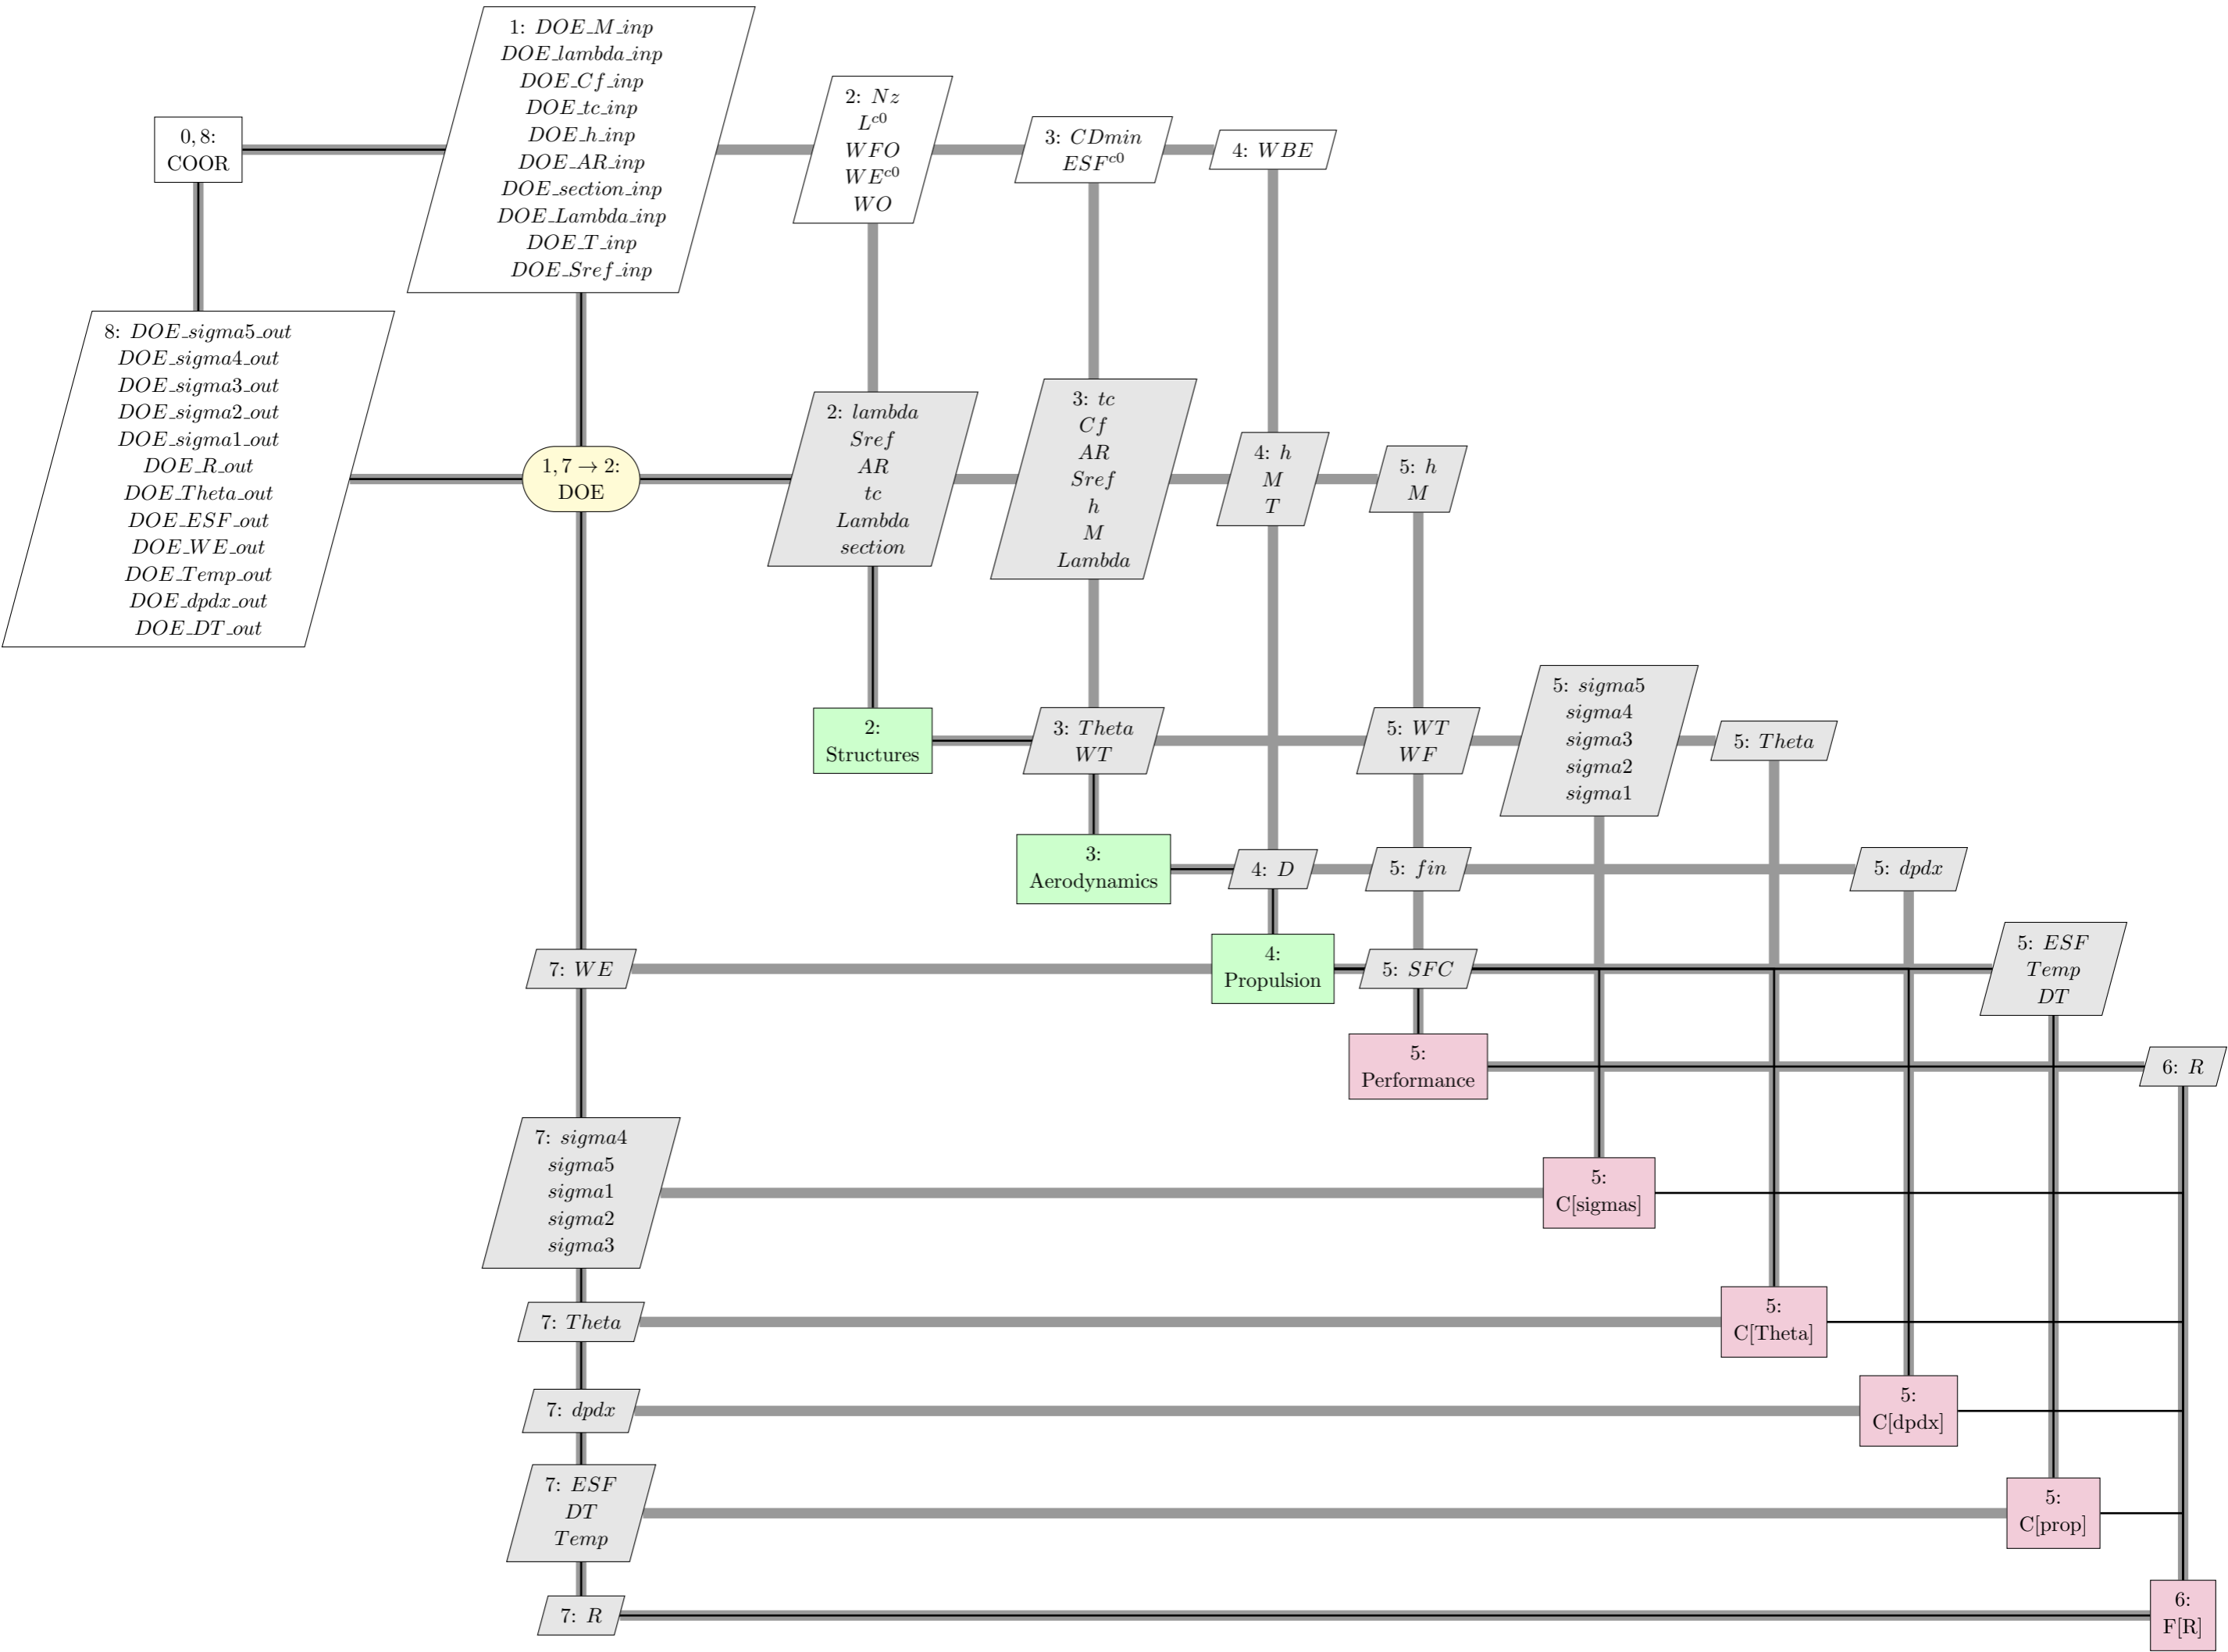 1: DOE_M_inp
DOE_lambda_inp
DOE_Cf_inp
DOE_tc_inp
DOE_h_inp
DOE_AR_inp
DOE_section_inp
DOE_Lambda_inp
DOE_T_inp
DOE_Sref_inp
2: Nz
L^{c0}
WFO
WE^{c0}
WO
0, 8:
COOR
3: CDmin
ESF^{c0}
4: WBE
8: DOE_sigma5_out
DOE_sigma4_out
DOE_sigma3_out
DOE_sigma2_out
DOE_sigma1_out
DOE_R_out
DOE_Theta_out
DOE_ESF_out
DOE_WE_out
DOE_Temp_out
DOE_dpdx_out
DOE_DT_out
1, 7 → 2:
DOE
2: lambda
Sref
AR
tc
Lambda
section
3: tc
Cf
AR
Sref
h
M
Lambda
4: h
M
T
5: h
M
2:
Structures
3: Theta
WT
5: WT
WF
5: sigma5
sigma4
sigma3
sigma2
sigma1
5: Theta
3:
Aerodynamics
4: D
5: fin
5: dpdx
7: WE
4:
Propulsion
5: SFC
5: ESF
Temp
DT
5:
Performance
6: R
7: sigma4
sigma5
sigma1
sigma2
sigma3
5:
C[sigmas]
7: Theta
5:
C[Theta]
7: dpdx
5:
C[dpdx]
7: ESF
DT
Temp
5:
C[prop]
7: R
6:
F[R]